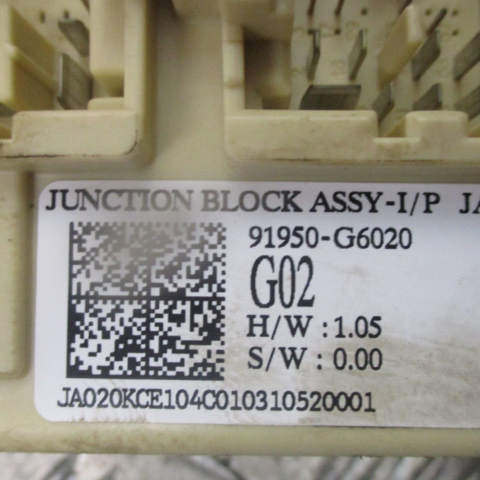 JUNCTION BLOCK ASSY-I/P JA
91950-G6020
G02
H/W : 1.05
S/W : 0.00
JA020KCE104C010310520001